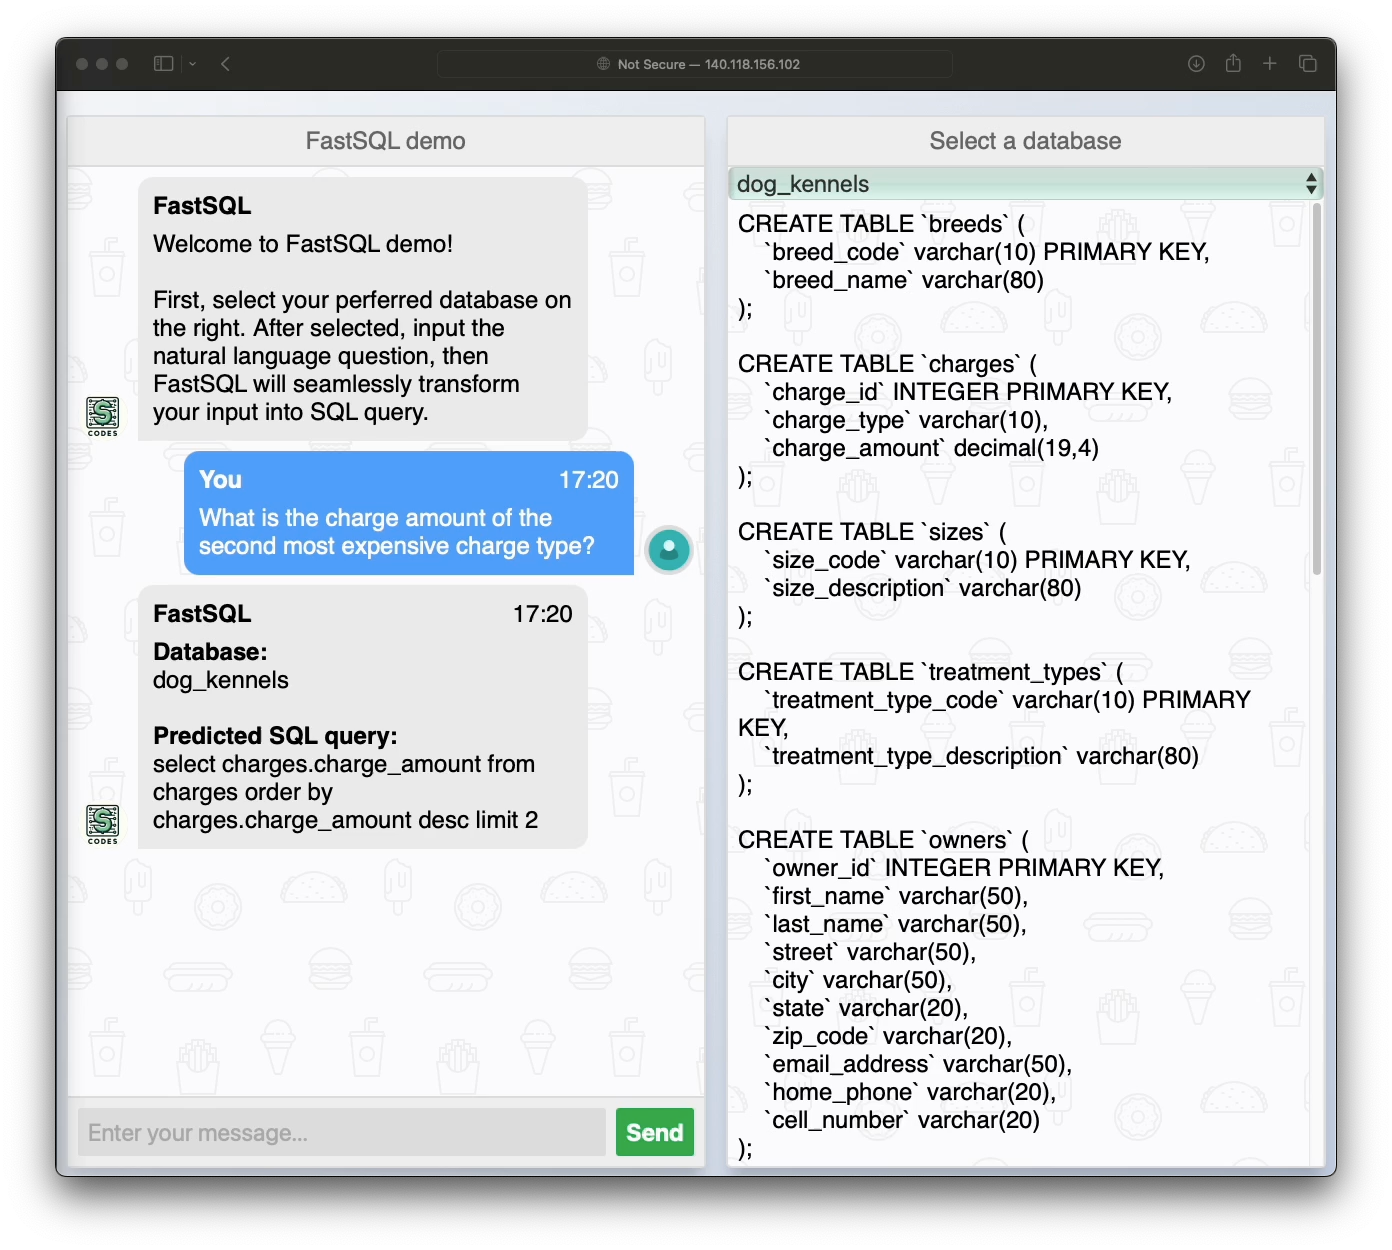 Not Secure — 140.118.156.102
FastSQL demo
FastSQL
Welcome to FastSQL demo!
First, select your perferred database on
the right. After selected, input the
natural language question, then
FastSQL will seamlessly transform
your input into SQL query.
CODES
You 17:20
What is the charge amount of the
second most expensive charge type?
FastSQL 17:20
Database:
dog_kennels
Predicted SQL query:
select charges.charge_amount from
charges order by
charges.charge_amount desc limit 2
CODES
Enter your message...
Send
Select a database
dog_kennels
CREATE TABLE `breeds` (
`breed_code` varchar(10) PRIMARY KEY,
`breed_name` varchar(80)
);
CREATE TABLE `charges` (
`charge_id` INTEGER PRIMARY KEY,
`charge_type` varchar(10),
`charge_amount` decimal(19,4)
);
CREATE TABLE `sizes` (
`size_code` varchar(10) PRIMARY KEY,
`size_description` varchar(80)
);
CREATE TABLE `treatment_types` (
`treatment_type_code` varchar(10) PRIMARY
KEY,
`treatment_type_description` varchar(80)
);
CREATE TABLE `owners` (
`owner_id` INTEGER PRIMARY KEY,
`first_name` varchar(50),
`last_name` varchar(50),
`street` varchar(50),
`city` varchar(50),
`state` varchar(20),
`zip_code` varchar(20),
`email_address` varchar(50),
`home_phone` varchar(20),
`cell_number` varchar(20)
);